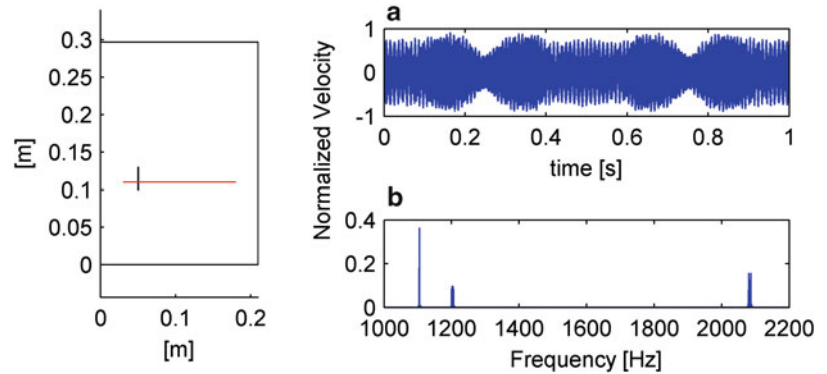 0.3
0.25
0.2
0.15
0.1
0.05
0
[m]
0 0.1 0.2
[m]
a
1
0
-1
Normalized Velocity
0 0.2 0.4 0.6 0.8 1
time [s]
b
0.4
0.2
0
1000 1200 1400 1600 1800 2000 2200
Frequency [Hz]